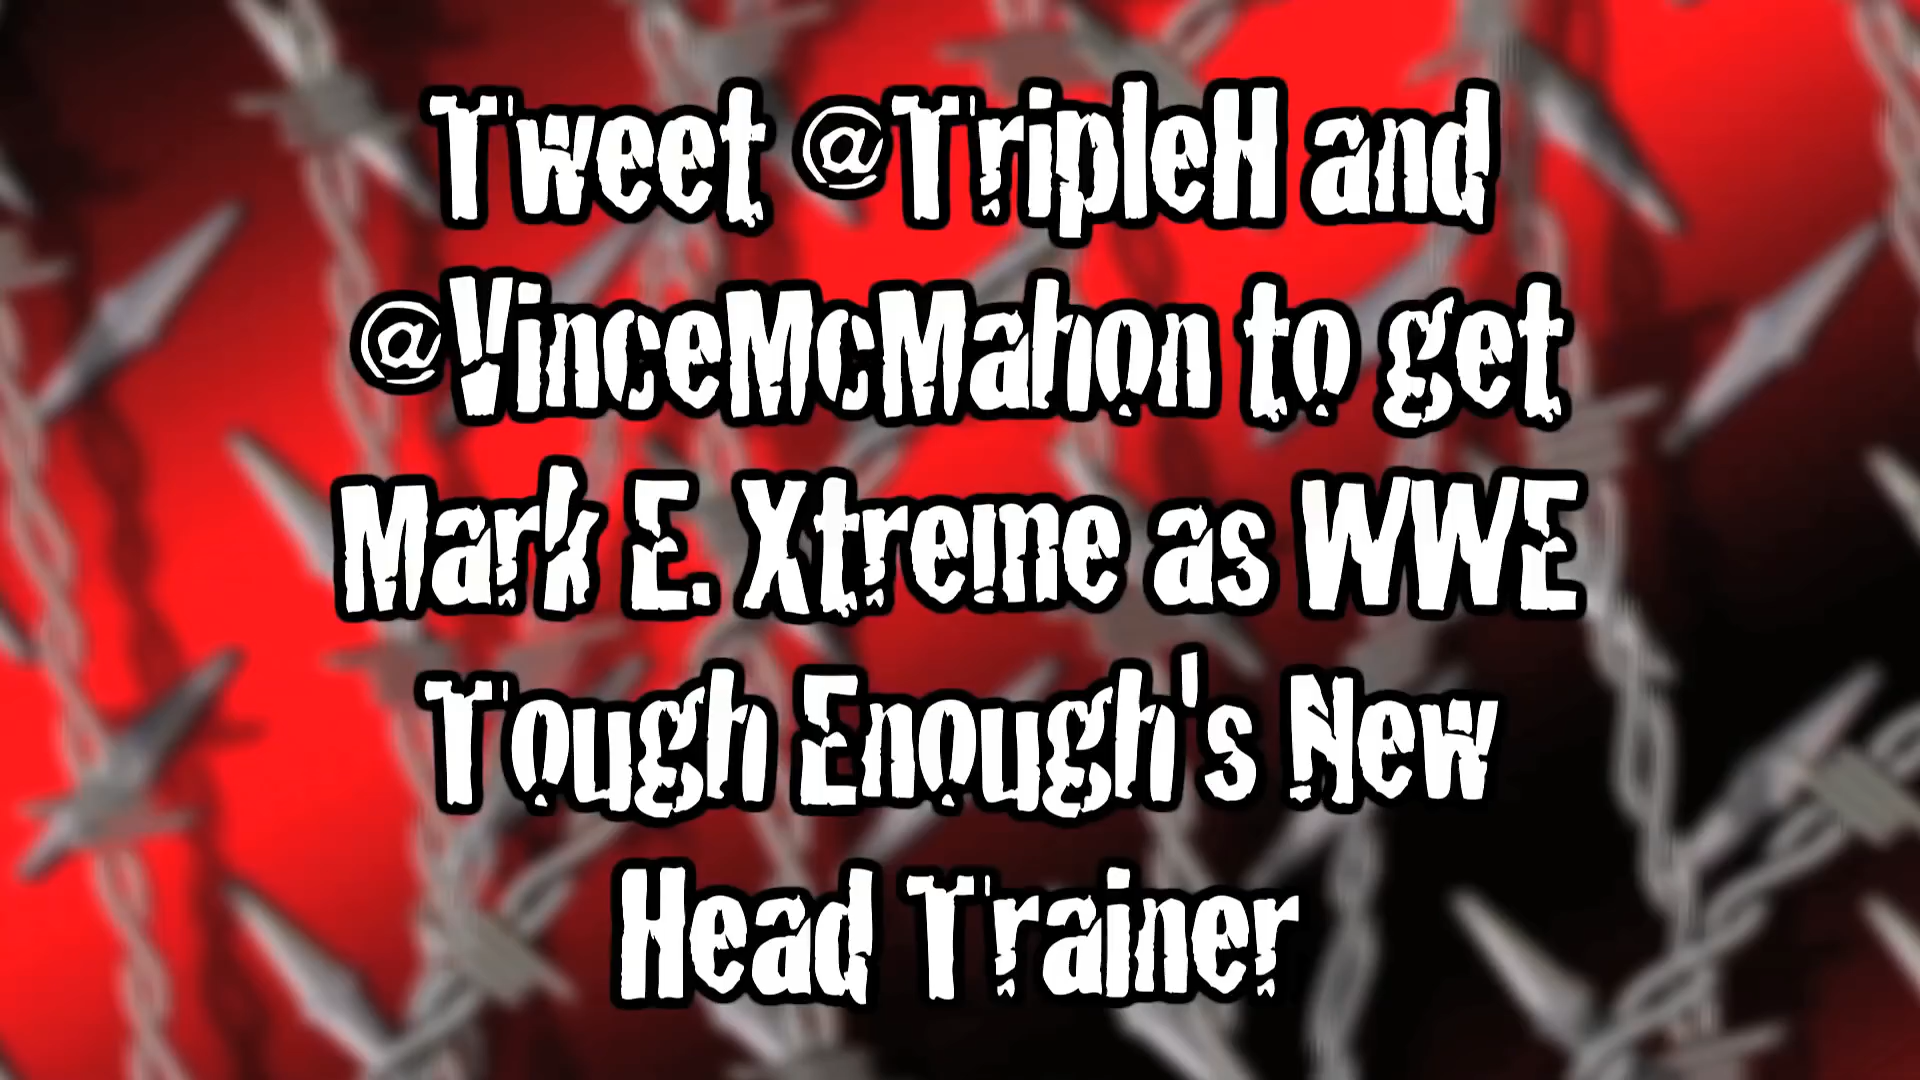 Tweet @TripleH and
@VinceMcMahon to get
Mark E. Xtreme as WWE
Tough Enough's New
Head Trainer